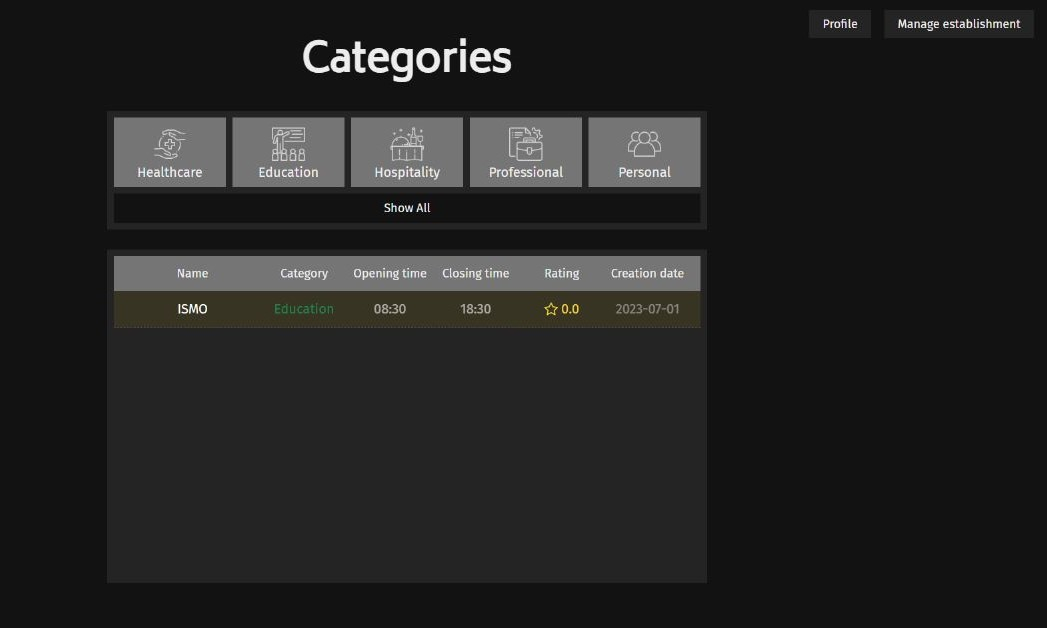 Profile Manage establishment
Categories
Healthcare Education Hospitality Professional Personal
Show All
Name Category Opening time Closing time Rating Creation date
ISMO Education 08:30 18:30 0.0 2023-07-01